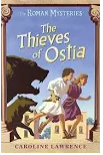 THE ROMAN MYSTERIES
The Thieves
of Ostia
CAROLINE LAWRENCE